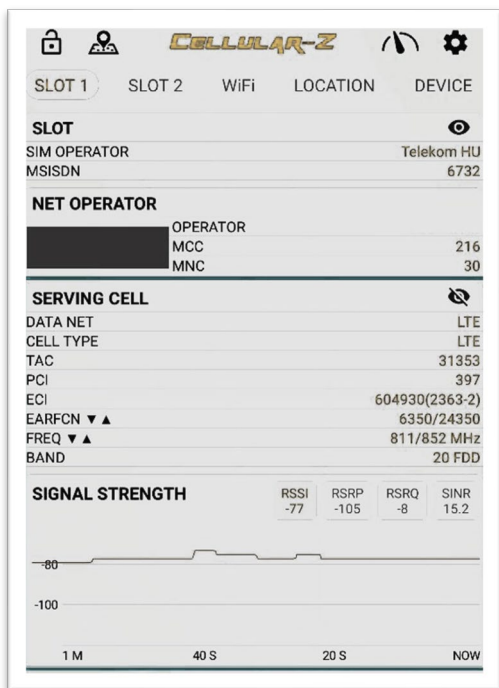 CELLULAR-Z
SLOT 1 SLOT 2 WiFi LOCATION DEVICE
SLOT
SIM OPERATOR Telekom HU
MSISDN 6732
NET OPERATOR
OPERATOR
MCC 216
MNC 30
SERVING CELL
DATA NET LTE
CELL TYPE LTE
TAC 31353
PCI 397
ECI 604930(2363-2)
EARFCN ▼ ▲ 6350/24350
FREQ ▼ ▲ 811/852 MHz
BAND 20 FDD
SIGNAL STRENGTH RSSI RSRP RSRQ SINR
-77 -105 -8 15.2
-80
-100
1 M 40 S 20 S NOW